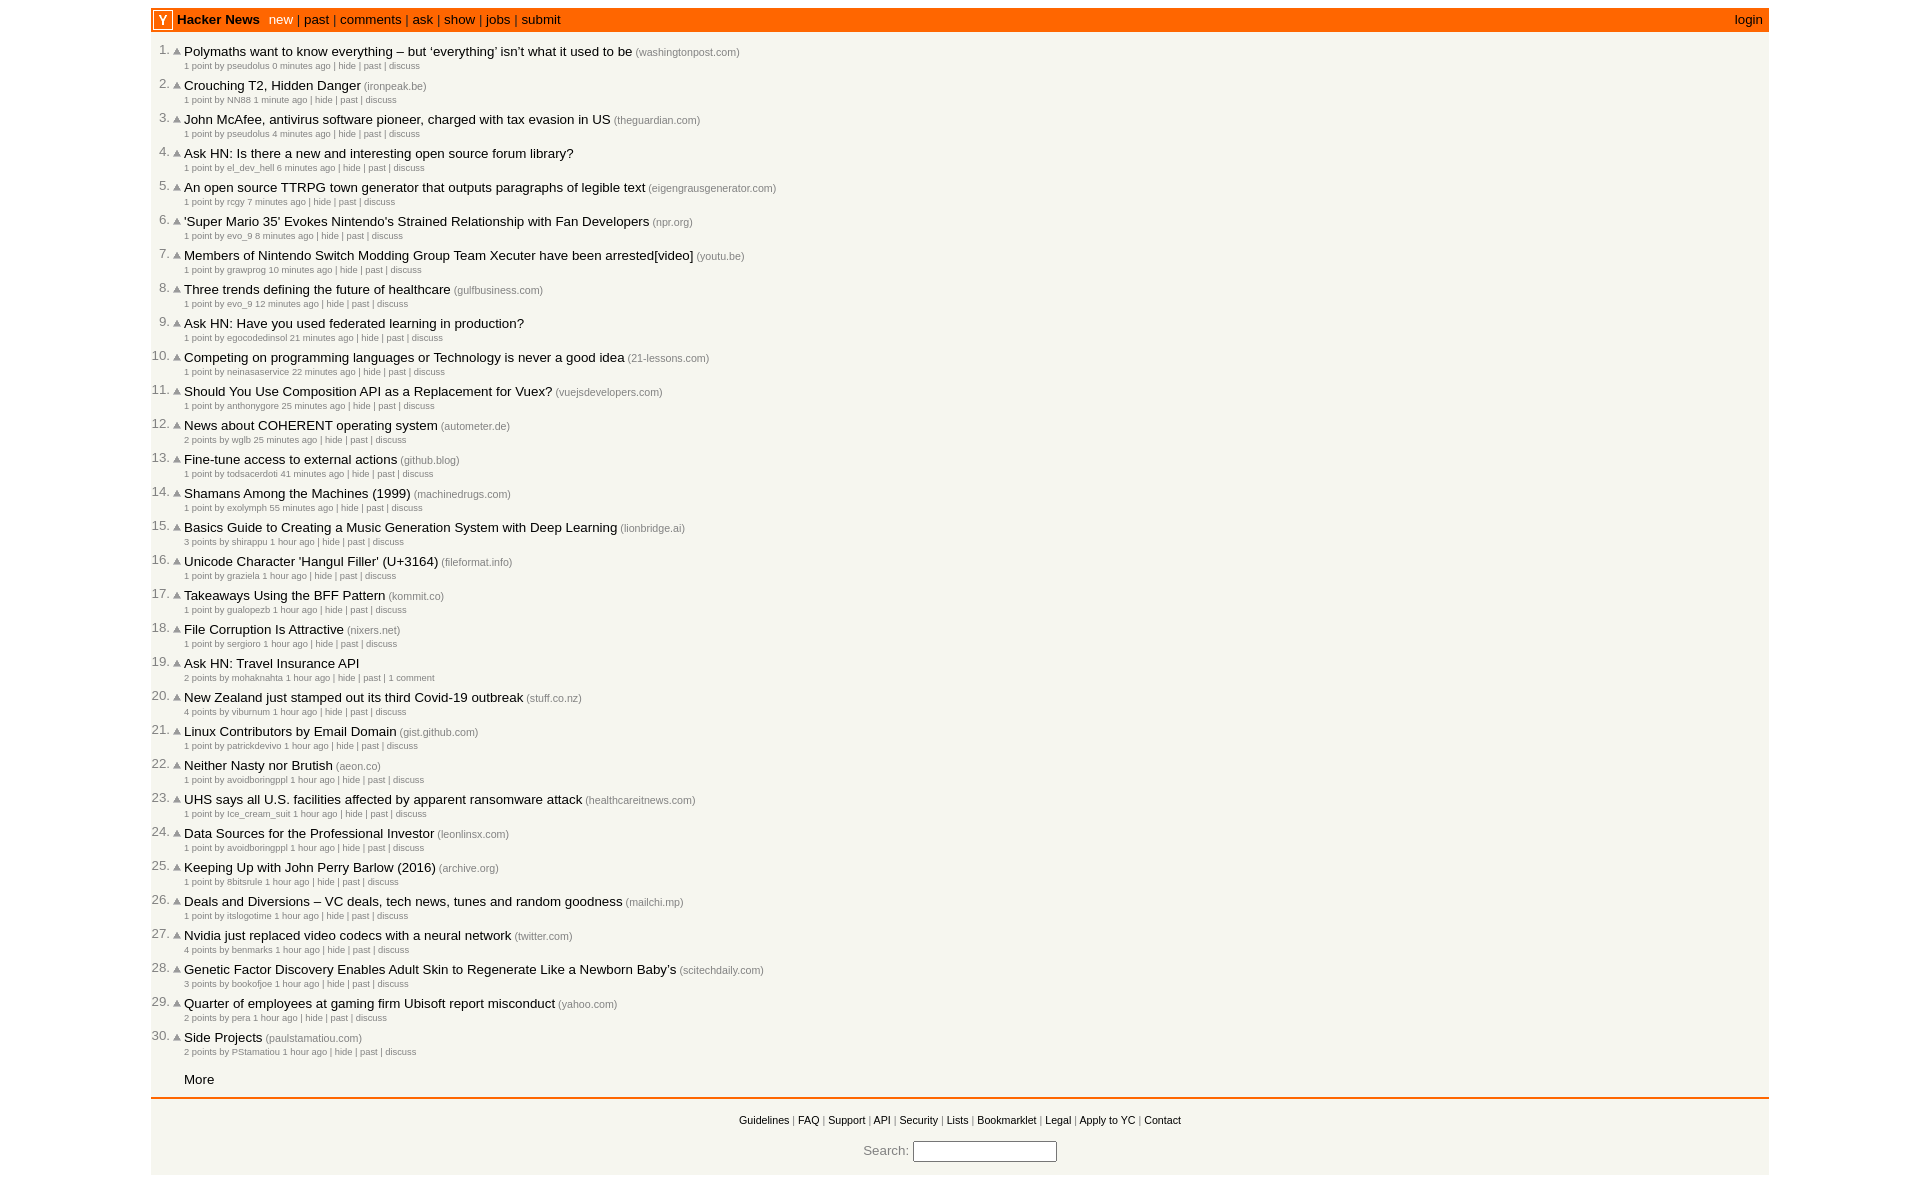 Y Hacker News new | past | comments | ask | show | jobs | submit login
1. Polymaths want to know everything – but ‘everything’ isn’t what it used to be (washingtonpost.com)
1 point by pseudolus 0 minutes ago | hide | past | discuss
2. Crouching T2, Hidden Danger (ironpeak.be)
1 point by NN88 1 minute ago | hide | past | discuss
3. John McAfee, antivirus software pioneer, charged with tax evasion in US (theguardian.com)
1 point by pseudolus 4 minutes ago | hide | past | discuss
4. Ask HN: Is there a new and interesting open source forum library?
1 point by el_dev_hell 6 minutes ago | hide | past | discuss
5. An open source TTRPG town generator that outputs paragraphs of legible text (eigengrausgenerator.com)
1 point by rcgy 7 minutes ago | hide | past | discuss
6. 'Super Mario 35' Evokes Nintendo's Strained Relationship with Fan Developers (npr.org)
1 point by evo_9 8 minutes ago | hide | past | discuss
7. Members of Nintendo Switch Modding Group Team Xecuter have been arrested[video] (youtu.be)
1 point by grawprog 10 minutes ago | hide | past | discuss
8. Three trends defining the future of healthcare (gulfbusiness.com)
1 point by evo_9 12 minutes ago | hide | past | discuss
9. Ask HN: Have you used federated learning in production?
1 point by egocodedinsol 21 minutes ago | hide | past | discuss
10. Competing on programming languages or Technology is never a good idea (21-lessons.com)
1 point by neinasaservice 22 minutes ago | hide | past | discuss
11. Should You Use Composition API as a Replacement for Vuex? (vuejsdevelopers.com)
1 point by anthonygore 25 minutes ago | hide | past | discuss
12. News about COHERENT operating system (autometer.de)
2 points by wglb 25 minutes ago | hide | past | discuss
13. Fine-tune access to external actions (github.blog)
1 point by todsacerdoti 41 minutes ago | hide | past | discuss
14. Shamans Among the Machines (1999) (machinedrugs.com)
1 point by exolymph 55 minutes ago | hide | past | discuss
15. Basics Guide to Creating a Music Generation System with Deep Learning (lionbridge.ai)
3 points by shirappu 1 hour ago | hide | past | discuss
16. Unicode Character 'Hangul Filler' (U+3164) (fileformat.info)
1 point by graziela 1 hour ago | hide | past | discuss
17. Takeaways Using the BFF Pattern (kommit.co)
1 point by gualopezb 1 hour ago | hide | past | discuss
18. File Corruption Is Attractive (nixers.net)
1 point by sergioro 1 hour ago | hide | past | discuss
19. Ask HN: Travel Insurance API
2 points by mohaknahta 1 hour ago | hide | past | 1 comment
20. New Zealand just stamped out its third Covid-19 outbreak (stuff.co.nz)
4 points by viburnum 1 hour ago | hide | past | discuss
21. Linux Contributors by Email Domain (gist.github.com)
1 point by patrickdevivo 1 hour ago | hide | past | discuss
22. Neither Nasty nor Brutish (aeon.co)
1 point by avoidboringppl 1 hour ago | hide | past | discuss
23. UHS says all U.S. facilities affected by apparent ransomware attack (healthcareitnews.com)
1 point by Ice_cream_suit 1 hour ago | hide | past | discuss
24. Data Sources for the Professional Investor (leonlinsx.com)
1 point by avoidboringppl 1 hour ago | hide | past | discuss
25. Keeping Up with John Perry Barlow (2016) (archive.org)
1 point by 8bitsrule 1 hour ago | hide | past | discuss
26. Deals and Diversions – VC deals, tech news, tunes and random goodness (mailchi.mp)
1 point by itslogotime 1 hour ago | hide | past | discuss
27. Nvidia just replaced video codecs with a neural network (twitter.com)
4 points by benmarks 1 hour ago | hide | past | discuss
28. Genetic Factor Discovery Enables Adult Skin to Regenerate Like a Newborn Baby’s (scitechdaily.com)
3 points by bookofjoe 1 hour ago | hide | past | discuss
29. Quarter of employees at gaming firm Ubisoft report misconduct (yahoo.com)
2 points by pera 1 hour ago | hide | past | discuss
30. Side Projects (paulstamatiou.com)
2 points by PStamatiou 1 hour ago | hide | past | discuss
More
Guidelines | FAQ | Support | API | Security | Lists | Bookmarklet | Legal | Apply to YC | Contact
Search: